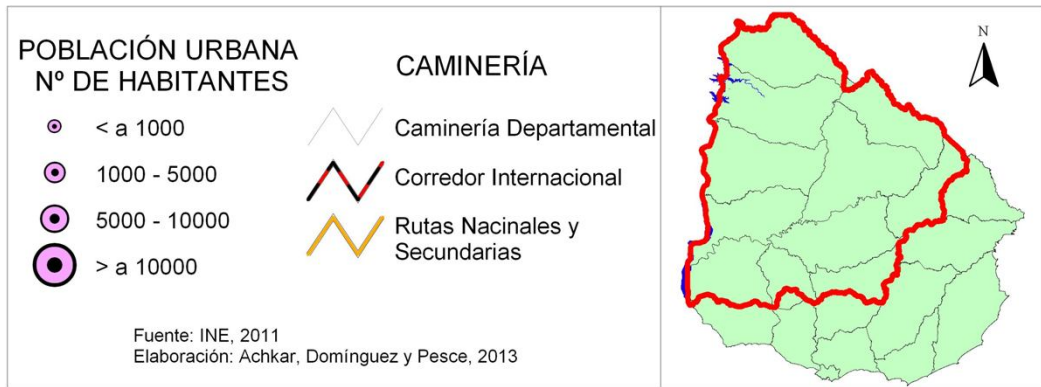 POBLACIÓN URBANA
Nº DE HABITANTES
< a 1000
1000 - 5000
5000 - 10000
> a 10000
CAMINERÍA
Caminería Departamental
Corredor Internacional
Rutas Nacinales y
Secundarias
Fuente: INE, 2011
Elaboración: Achkar, Domínguez y Pesce, 2013
N